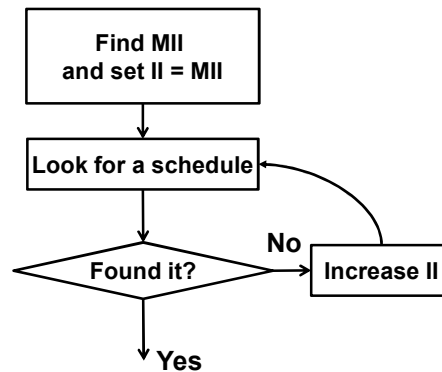 Find MII
and set II = MII
Look for a schedule
No
Found it?
Increase II
Yes